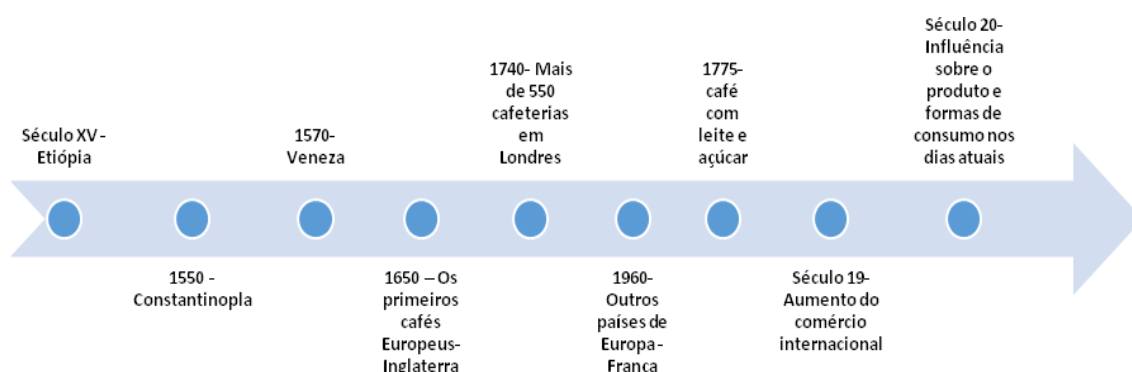 Século XV -
Etiópia
1550 -
Constantinopla
1570-
Veneza
1650 – Os
primeiros
cafés
Europeus-
Inglaterra
1740- Mais
de 550
cafeterias
em
Londres
1960-
Outros
países de
Europa-
França
1775-
café
com
leite e
açúcar
Século 19-
Aumento do
comércio
internacional
Século 20-
Influência
sobre o
produto e
formas de
consumo nos
dias atuais